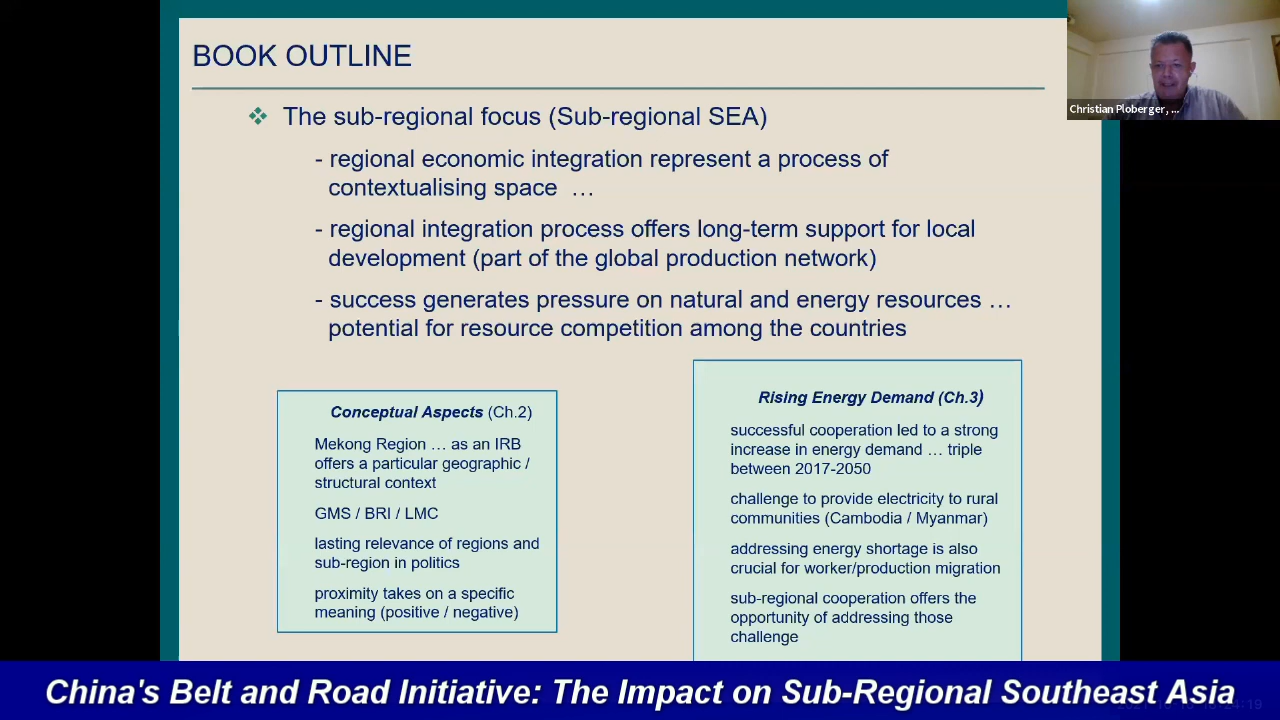 BOOK OUTLINE
Christian Ploberger, ...
❖ The sub-regional focus (Sub-regional SEA)
- regional economic integration represent a process of
contextualising space …
- regional integration process offers long-term support for local
development (part of the global production network)
- success generates pressure on natural and energy resources …
potential for resource competition among the countries
Conceptual Aspects (Ch.2)
Mekong Region … as an IRB
offers a particular geographic /
structural context
GMS / BRI / LMC
lasting relevance of regions and
sub-region in politics
proximity takes on a specific
meaning (positive / negative)
Rising Energy Demand (Ch.3)
successful cooperation led to a strong
increase in energy demand … triple
between 2017-2050
challenge to provide electricity to rural
communities (Cambodia / Myanmar)
addressing energy shortage is also
crucial for worker/production migration
sub-regional cooperation offers the
opportunity of addressing those
challenge
China's Belt and Road Initiative: The Impact on Sub-Regional Southeast Asia